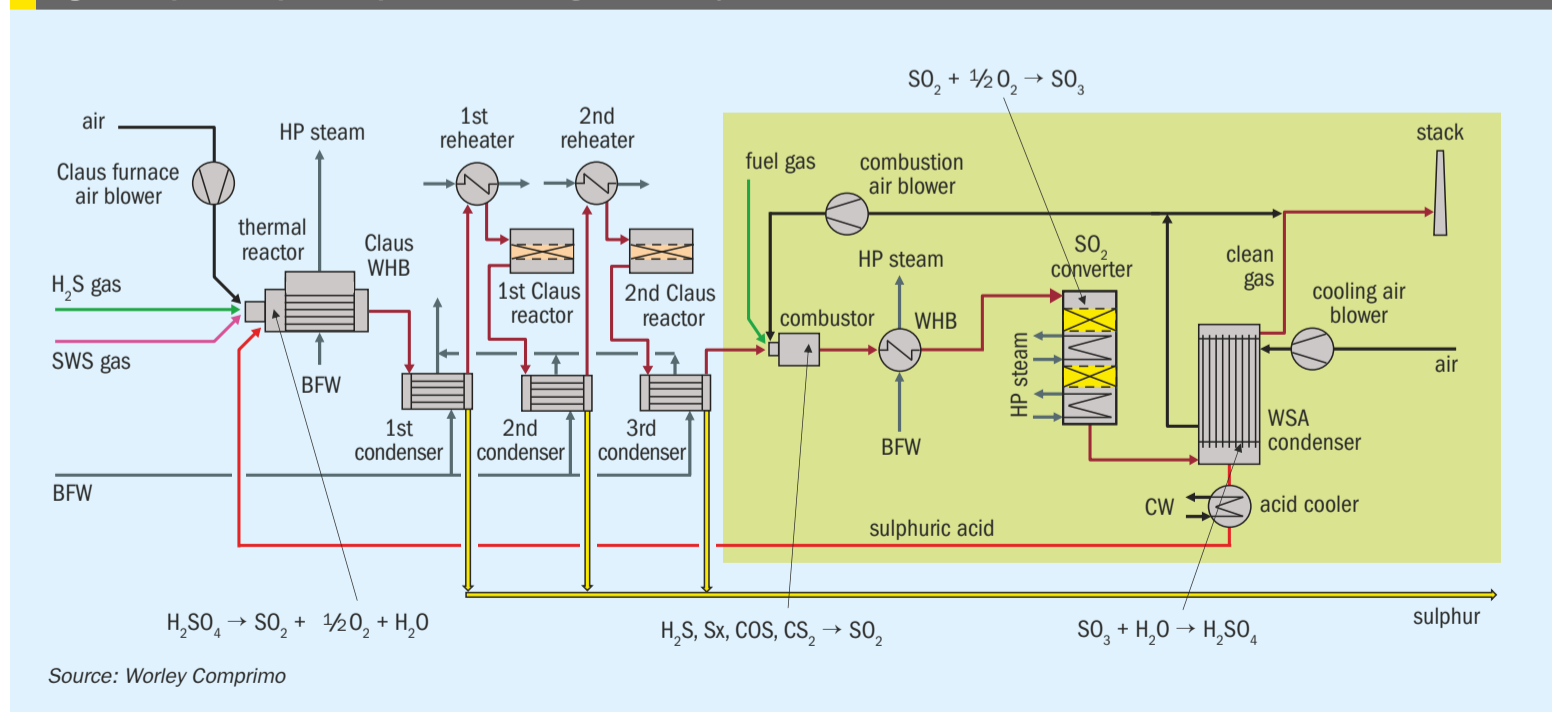 SO₂ + ½O₂ → SO₃
air
HP steam
1st
reheater
2nd
reheater
stack
fuel gas
combustion
air blower
Claus furnace
air blower
thermal
reactor
Claus
WHB
HP steam
SO₂
converter
clean
gas
cooling air
blower
H₂S gas
1st Claus
reactor
2nd Claus
reactor
combustor
WHB
SWS gas
BFW
HP steam
air
1st
condenser
2nd
condenser
3rd
condenser
BFW
WSA
condenser
BFW
CW
acid cooler
sulphuric acid
H₂SO₄ → SO₂ + ½O₂ + H₂O
H₂S, Sx, COS, CS₂ → SO₂
SO₃ + H₂O → H₂SO₄
sulphur
Source: Worley Comprimo